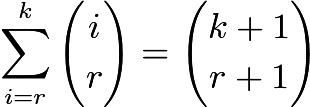 \sum_{i=r}^{k} \binom{i}{r} = \binom{k+1}{r+1}